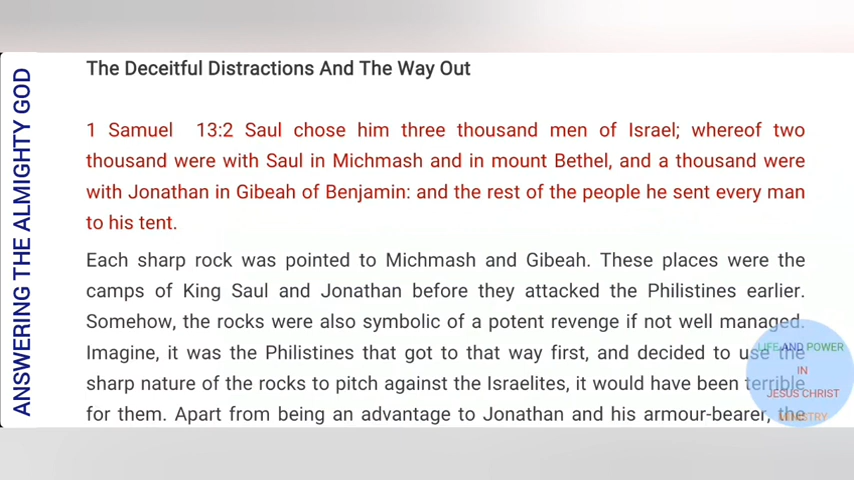 The Deceitful Distractions And The Way Out
1 Samuel 13:2 Saul chose him three thousand men of Israel; whereof two
thousand were with Saul in Michmash and in mount Bethel, and a thousand were
with Jonathan in Gibeah of Benjamin: and the rest of the people he sent every man
to his tent.
Each sharp rock was pointed to Michmash and Gibeah. These places were the
camps of King Saul and Jonathan before they attacked the Philistines earlier.
Somehow, the rocks were also symbolic of a potent revenge if not well managed.
Imagine, it was the Philistines that got to that way first, and decided to use the
sharp nature of the rocks to pitch against the Israelites, it would have been terrible
for them. Apart from being an advantage to Jonathan and his armour-bearer, the
ANSWERING THE ALMIGHTY GOD
LIFE AND POWER
IN
JESUS CHRIST
MINISTRY